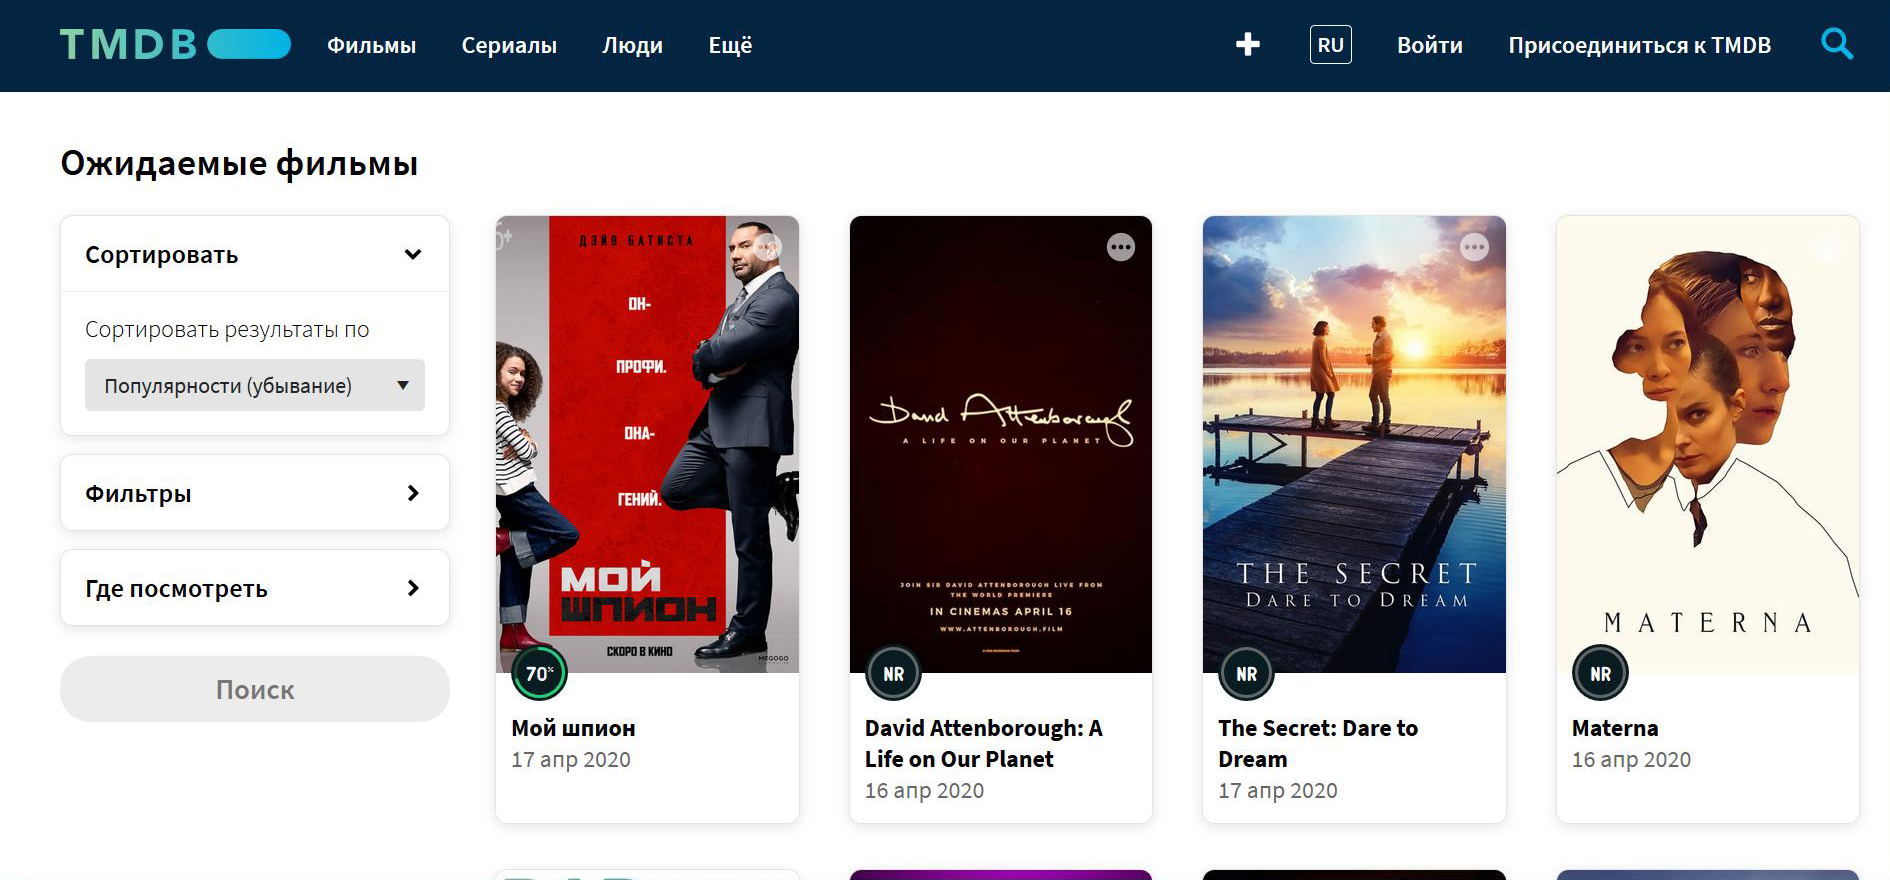 TMDB
Фильмы
Сериалы
Люди
Ещё
RU
Войти
Присоединиться к TMDB
Ожидаемые фильмы
Сортировать
Сортировать результаты по
Популярности (убывание)
Фильтры
Где посмотреть
Поиск
6+
ДЭЙВ БАТИСТА
ОН-
ПРОФИ.
ОНА-
ГЕНИЙ.
МОЙ
ШПИОН
СКОРО В КИНО
MEGOGO
70%
Мой шпион
17 апр 2020
David Attenborough
A LIFE ON OUR PLANET
JOIN SIR DAVID ATTENBOROUGH LIVE FROM
THE WORLD PREMIERE
IN CINEMAS APRIL 16
WWW.ATTENBOROUGH.FILM
NR
David Attenborough: A
Life on Our Planet
16 апр 2020
THE SECRET
DARE TO DREAM
NR
The Secret: Dare to
Dream
17 апр 2020
MATERNA
NR
Materna
16 апр 2020